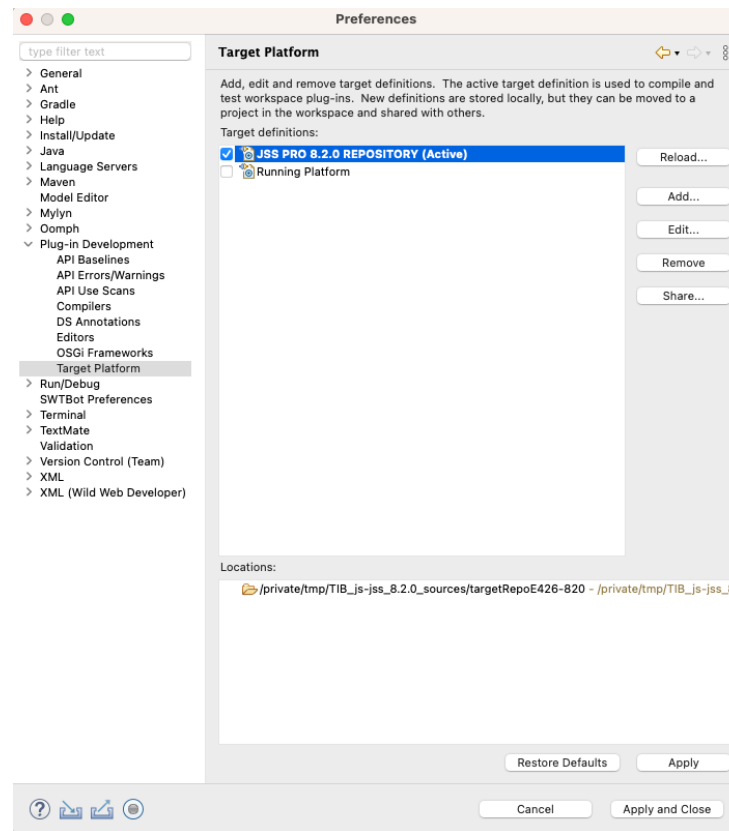 Preferences
type filter text
General
Ant
Gradle
Help
Install/Update
Java
Language Servers
Maven
Model Editor
Mylyn
Oomph
Plug-in Development
API Baselines
API Errors/Warnings
API Use Scans
Compilers
DS Annotations
Editors
OSGi Frameworks
Target Platform
Run/Debug
SWTBot Preferences
Terminal
TextMate
Validation
Version Control (Team)
XML
XML (Wild Web Developer)
Target Platform
Add, edit and remove target definitions. The active target definition is used to compile and
test workspace plug-ins. New definitions are stored locally, but they can be moved to a
project in the workspace and shared with others.
Target definitions:
JSS PRO 8.2.0 REPOSITORY (Active)
Running Platform
Reload...
Add...
Edit...
Remove
Share...
Locations:
/private/tmp/TIB_js-jss_8.2.0_sources/targetRepoE426-820 - /private/tmp/TIB_js-jss_
Restore Defaults
Apply
?
Cancel
Apply and Close